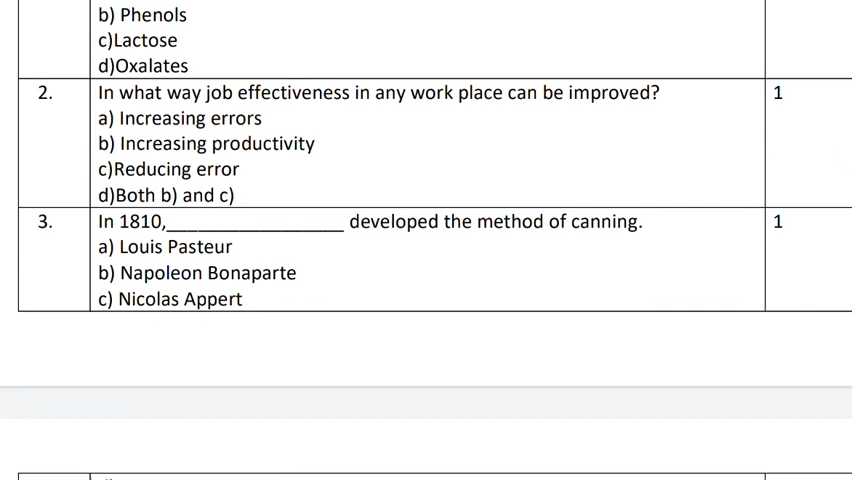 b) Phenols
c)Lactose
d)Oxalates
2. In what way job effectiveness in any work place can be improved? 1
a) Increasing errors
b) Increasing productivity
c)Reducing error
d)Both b) and c)
3. In 1810,__________________ developed the method of canning. 1
a) Louis Pasteur
b) Napoleon Bonaparte
c) Nicolas Appert